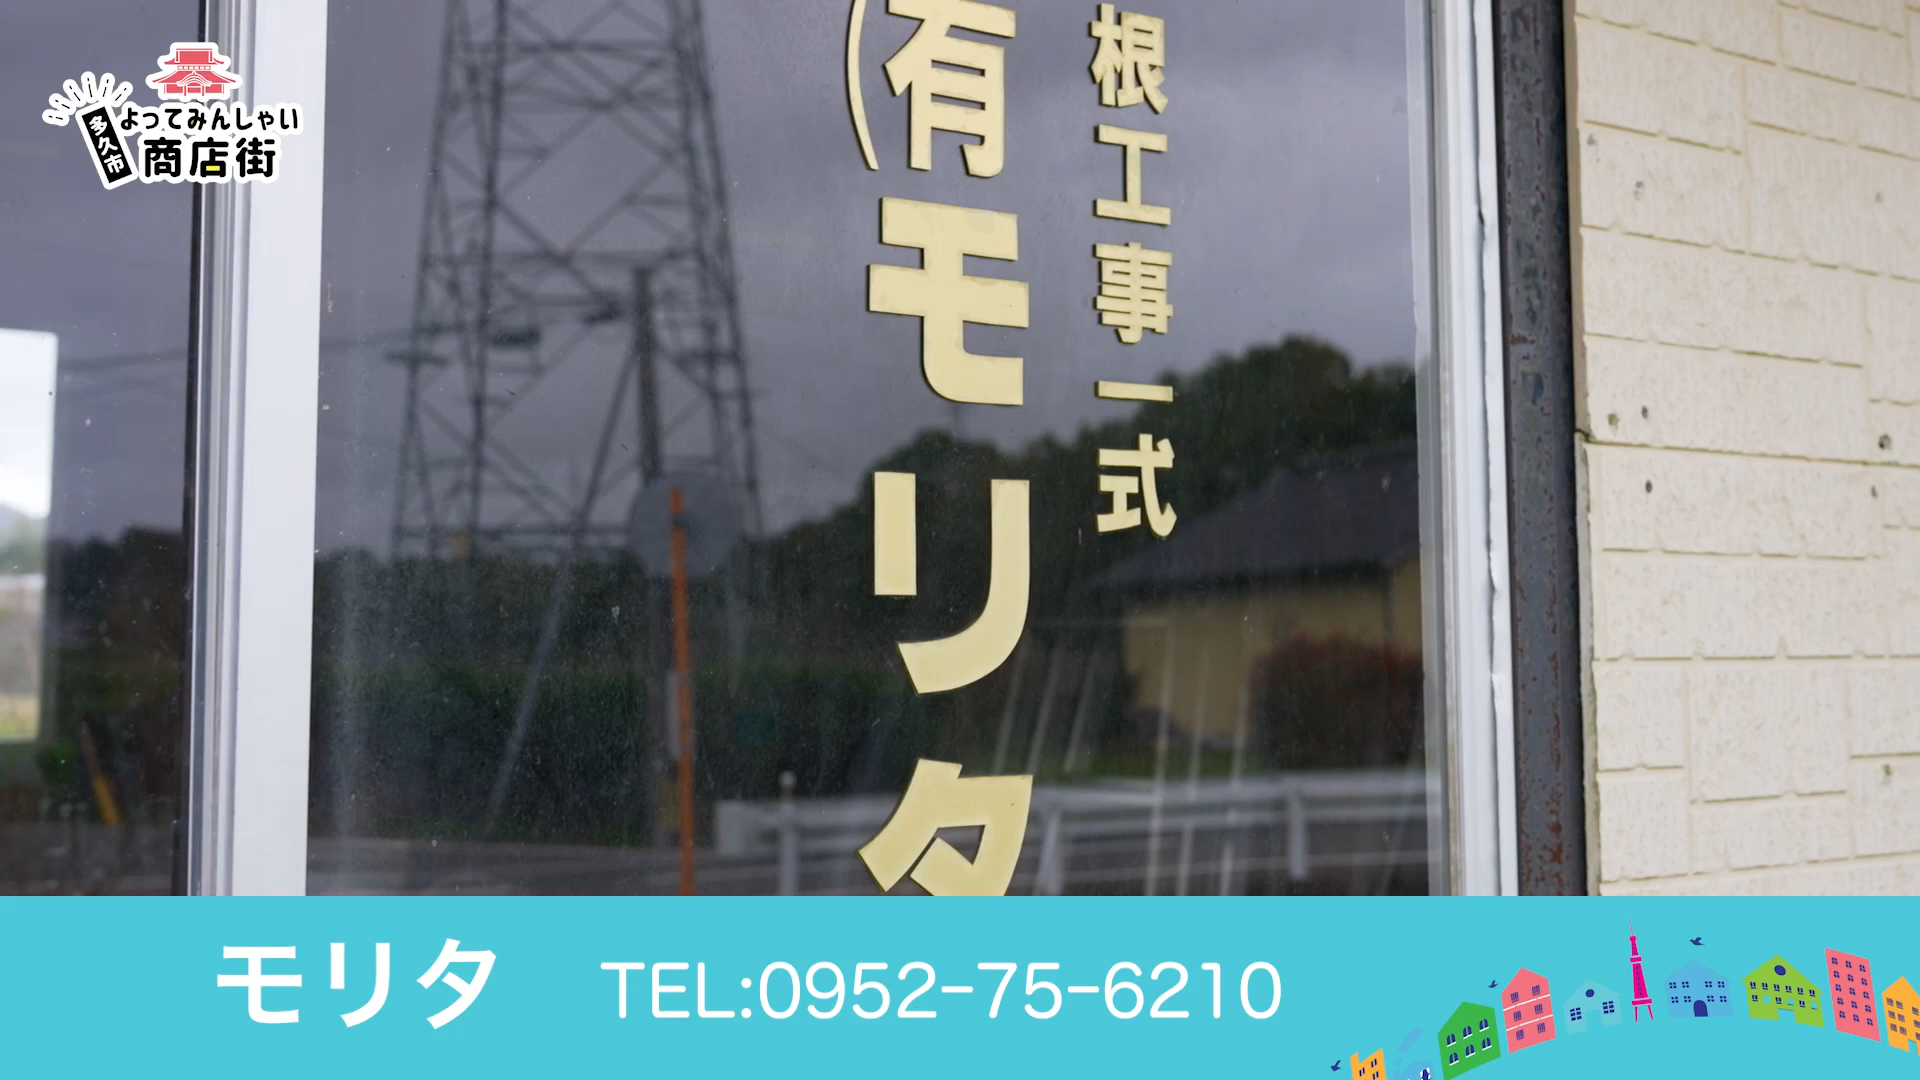 よってみんしゃい
多久市
商店街
根工事一式
(有モリタ
モリタ
TEL:0952-75-6210